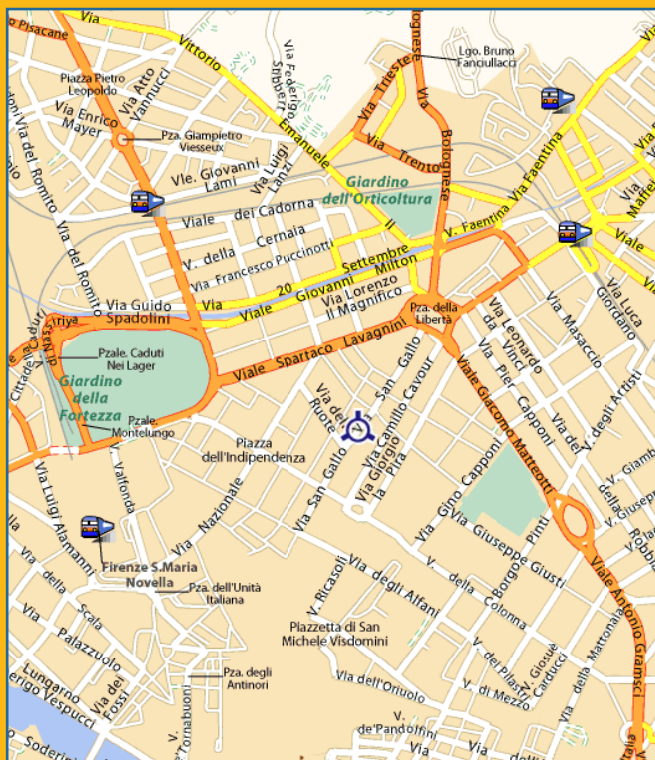 o Pisacane
Via
Vittorio
Emanuele
II
Via Federigo
Stibbert
Via Trieste
Via
Bolognese
Lgo. Bruno
Fanciullacci
Piazza Pietro
Leopoldo
Via Atto
Vannucci
Via Enrico
Mayer
Pza. Giampietro
Viesseux
Via del Romito
Via del Romito
Vle. Giovanni
Lami
Via Luigi
Lanzi
Via Trento
Via Faentina
Giardino
dell'Orticoltura
Viale dei Cadorna
V. della Cernaia
Via Francesco Puccinotti
V. Faentina
Via 20 Settembre
Viale Giovanni Milton
Via Lorenzo
Il Magnifico
Via Guido
Spadolini
Pza. della
Libertà
Viale
Via Luca
Giordano
Viale Spartaco Lavagnini
Pzale. Caduti
Nei Lager
Giardino
della
Fortezza
Pzale.
Montelungo
Via Leonardo
da Vinci
Via Masaccio
Via Pier Capponi
V. degli Artisti
Via San Gallo
Via Camillo Cavour
Via Giorgio
la Pira
Ruote
Piazza
dell'Indipendenza
Viale Giacomo Matteotti
Via Luigi Alamanni
Valfonda
Via Nazionale
Via Gino Capponi
Via Giuseppe Giusti
Borgo Pinti
Firenze S.Maria
Novella
Pza. dell'Unità
Italiana
Via della Scala
Via Palazzuolo
V. Ricasoli
Via degli Alfani
V. della Colonna
Viale Antonio Gramsci
Piazzetta di San
Michele Visdomini
V. dei Pilastri
V. Giosue
Carducci
Via della Mattonaia
Lungarno
Via dei
Fossi
Pza. degli
Antinori
Via dell'Oriuolo
V. di Mezzo
V.
de'Pandolfini
Via
Via dell'
Soderini